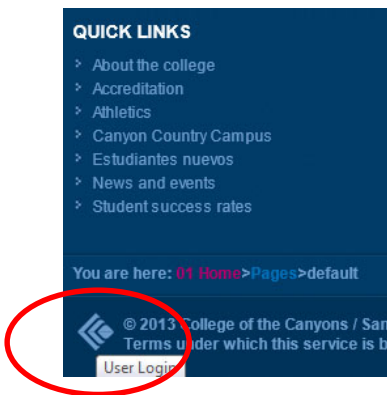 QUICK LINKS
About the college
Accreditation
Athletics
Canyon Country Campus
Estudiantes nuevos
News and events
Student success rates
You are here: 01 Home>Pages>default
© 2013 College of the Canyons / San
Terms under which this service is b
User Login